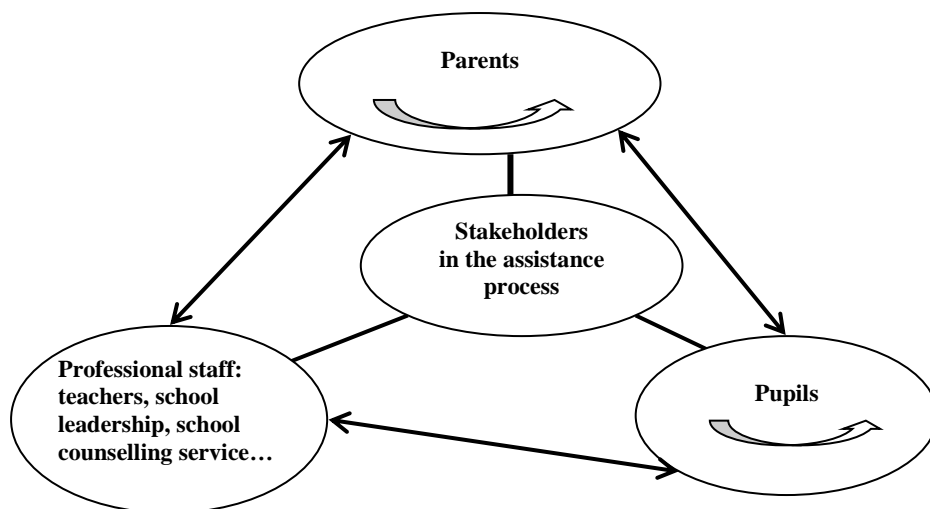 Parents
Stakeholders
in the assistance
process
Professional staff:
teachers, school
leadership, school
counselling service…
Pupils